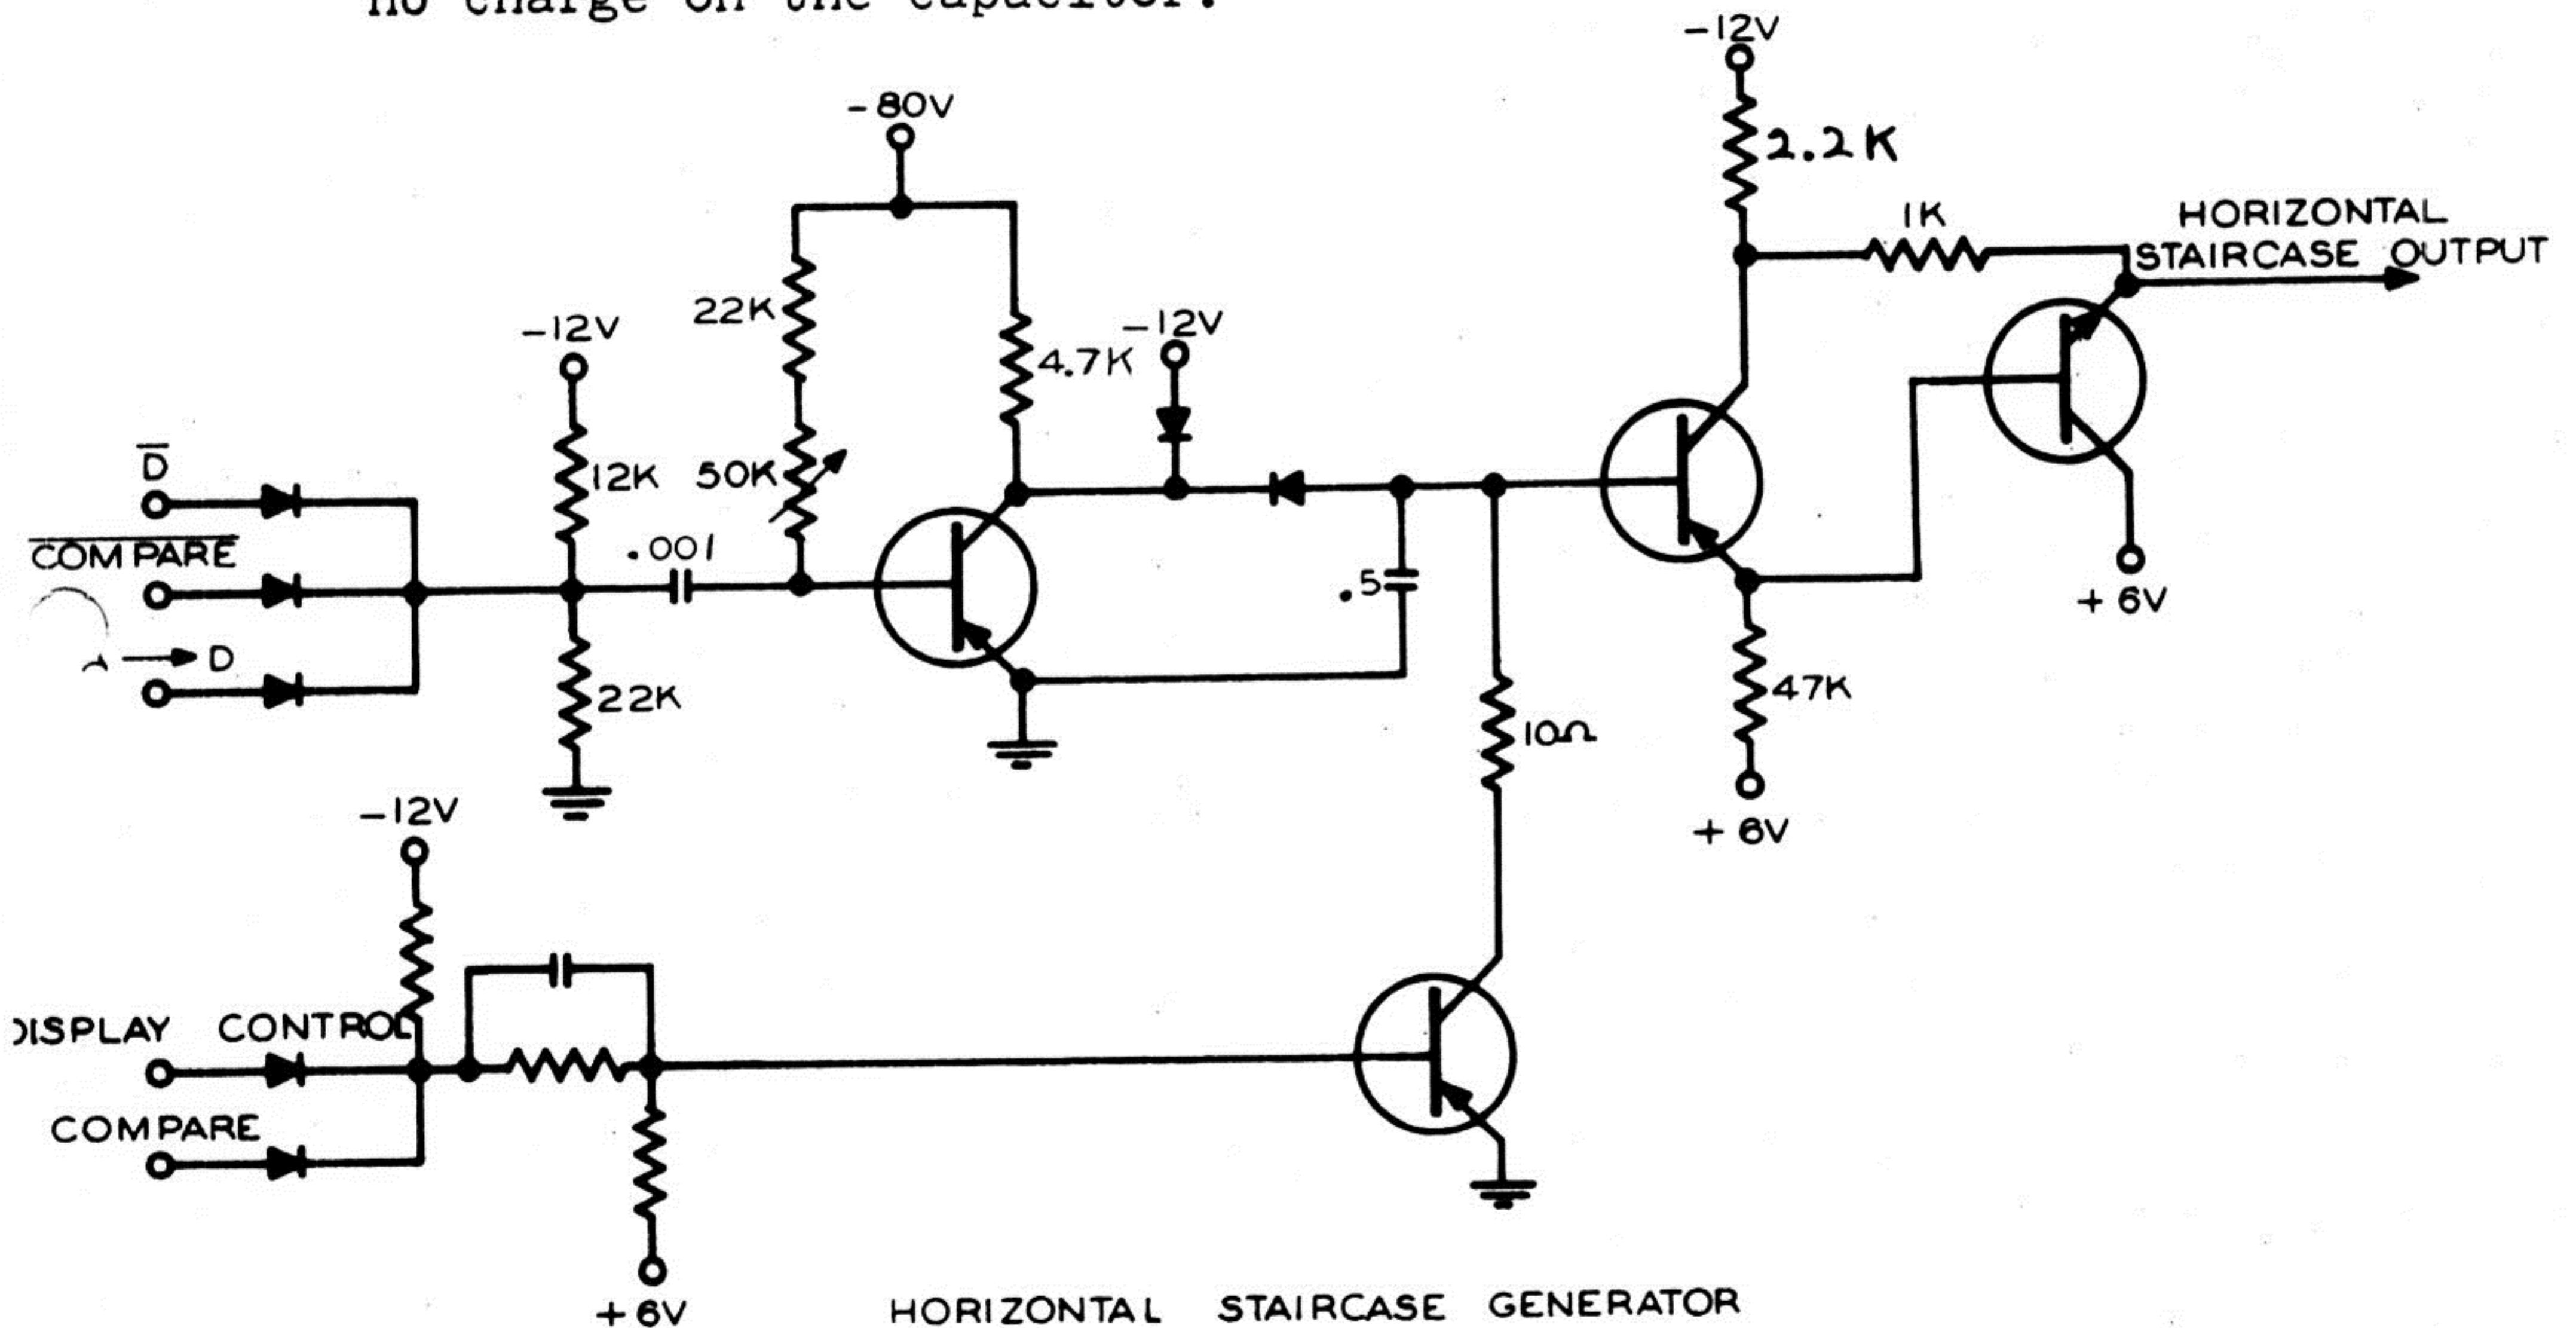 no charge on the capacitor.
-12V
-80V
2.2K
1K
HORIZONTAL
STAIRCASE OUTPUT
22K
-12V
-12V
4.7K
D̅
12K
50K
C̅O̅M̅P̅A̅R̅E̅
.001
.5
+6V
→ D
22K
47K
10Ω
-12V
+6V
DISPLAY CONTROL
COMPARE
+6V
HORIZONTAL STAIRCASE GENERATOR